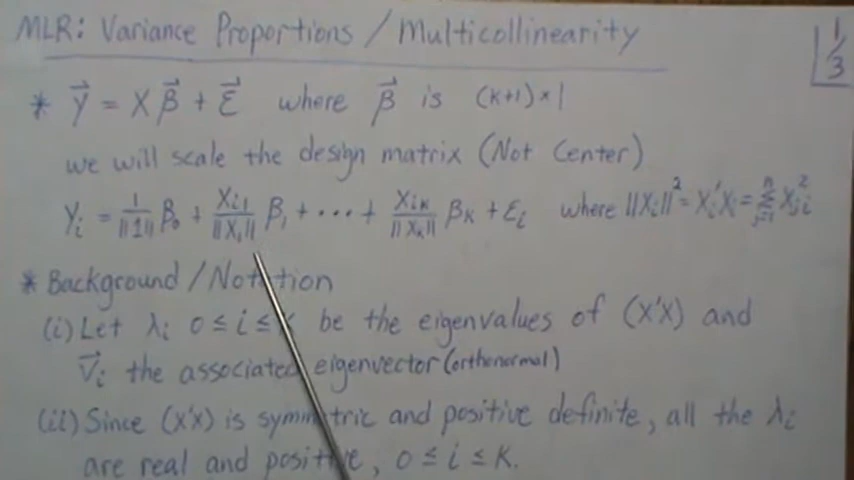 MLR: Variance Proportions / Multicollinearity
1/3
* Y⃗ = X β⃗ + ε⃗ where β⃗ is (k+1)×1
we will scale the design matrix (Not Center)
Yᵢ = 1/‖1‖ β₀ + Xᵢ₁/‖X₁‖ β₁ + ⋯ + Xᵢₖ/‖Xₖ‖ βₖ + εᵢ where ‖Xᵢ‖² = Xᵢ'Xᵢ = Σⱼ₌₁ⁿ Xⱼᵢ²
* Background / Notation
(i) Let λᵢ 0 ≤ i ≤ K be the eigenvalues of (X'X) and
V⃗ᵢ the associated eigenvector (orthonormal)
(ii) Since (X'X) is symmetric and positive definite, all the λᵢ
are real and positive, 0 ≤ i ≤ K.